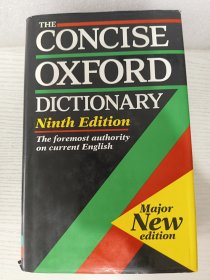 THE
CONCISE
OXFORD
DICTIONARY
Ninth Edition
The foremost authority
on current English
Major
New
edition